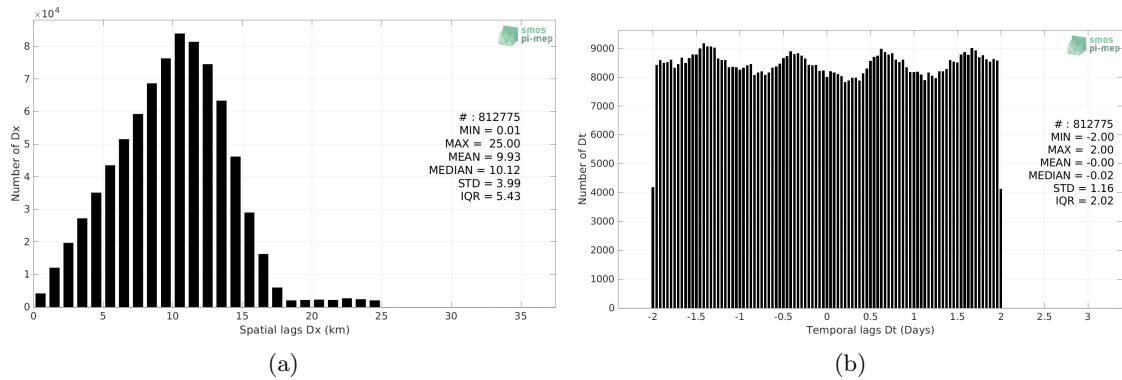 ×10⁴
8
7
6
5
4
3
2
1
0
Number of Dx
smos
pi-mep
# : 812775
MIN = 0.01
MAX = 25.00
MEAN = 9.93
MEDIAN = 10.12
STD = 3.99
IQR = 5.43
0 5 10 15 20 25 30 35
Spatial lags Dx (km)
(a)
9000
8000
7000
6000
5000
4000
3000
2000
1000
0
Number of Dt
smos
pi-mep
# : 812775
MIN = -2.00
MAX = 2.00
MEAN = -0.00
MEDIAN = -0.02
STD = 1.16
IQR = 2.02
-2 -1.5 -1 -0.5 0 0.5 1 1.5 2 2.5 3
Temporal lags Dt (Days)
(b)